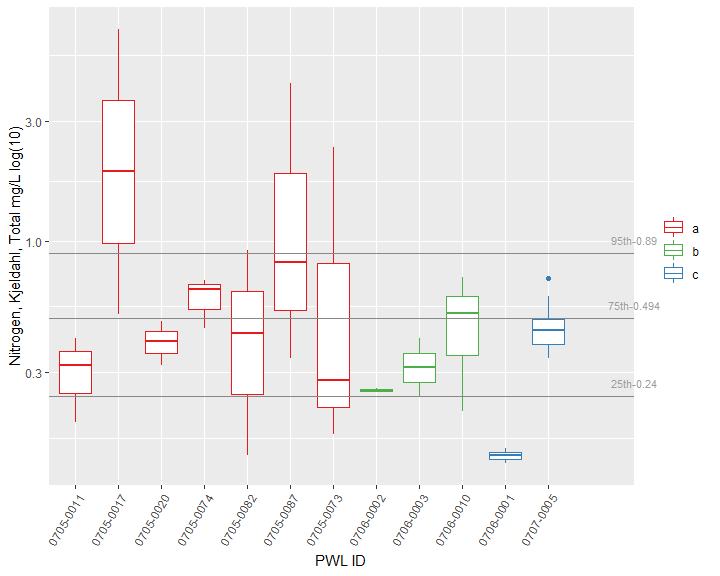 Nitrogen, Kjeldahl, Total mg/L log(10)
3.0
1.0
0.3
95th-0.89
75th-0.494
25th-0.24
a
b
c
0705-0011
0705-0017
0705-0020
0705-0074
0705-0082
0705-0087
0705-0073
0706-0002
0706-0003
0706-0010
0706-0001
0707-0005
PWL ID